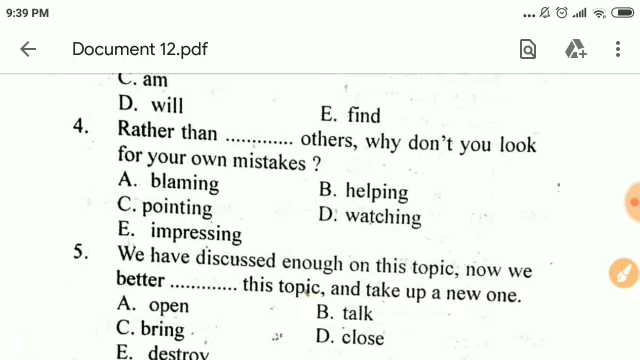 9:39 PM
Document 12.pdf
C. am
D. will
E. find
4. Rather than ............. others, why don't you look
for your own mistakes ?
A. blaming
B. helping
C. pointing
D. watching
E. impressing
5. We have discussed enough on this topic, now we
better ............. this topic, and take up a new one.
A. open
B. talk
C. bring
D. close
E. destroy